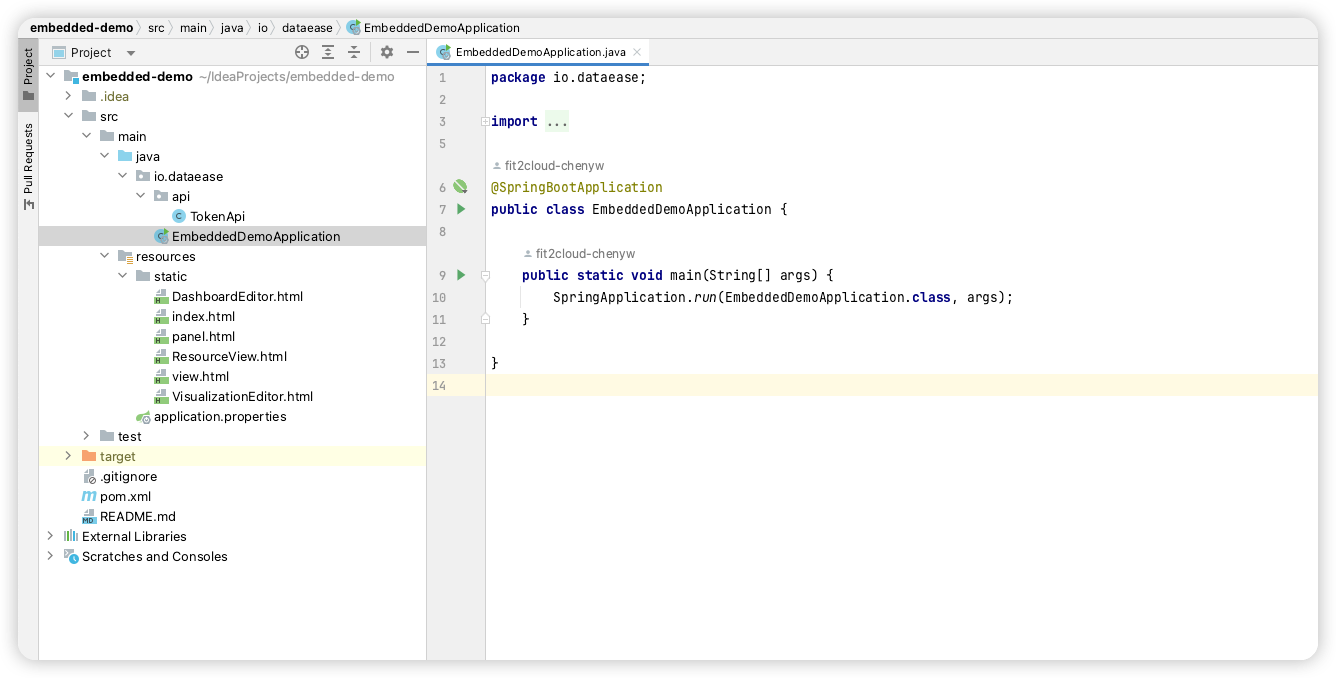 embedded-demo src main java io dataease EmbeddedDemoApplication
Project
Pull Requests
Project
embedded-demo ~/IdeaProjects/embedded-demo
.idea
src
main
java
io.dataease
api
TokenApi
EmbeddedDemoApplication
resources
static
DashboardEditor.html
index.html
panel.html
ResourceView.html
view.html
VisualizationEditor.html
application.properties
test
target
.gitignore
pom.xml
README.md
External Libraries
Scratches and Consoles
EmbeddedDemoApplication.java
1 package io.dataease;
2
3 import ...
5
fit2cloud-chenyw
6 @SpringBootApplication
7 public class EmbeddedDemoApplication {
8
fit2cloud-chenyw
9 public static void main(String[] args) {
10 SpringApplication.run(EmbeddedDemoApplication.class, args);
11 }
12
13 }
14